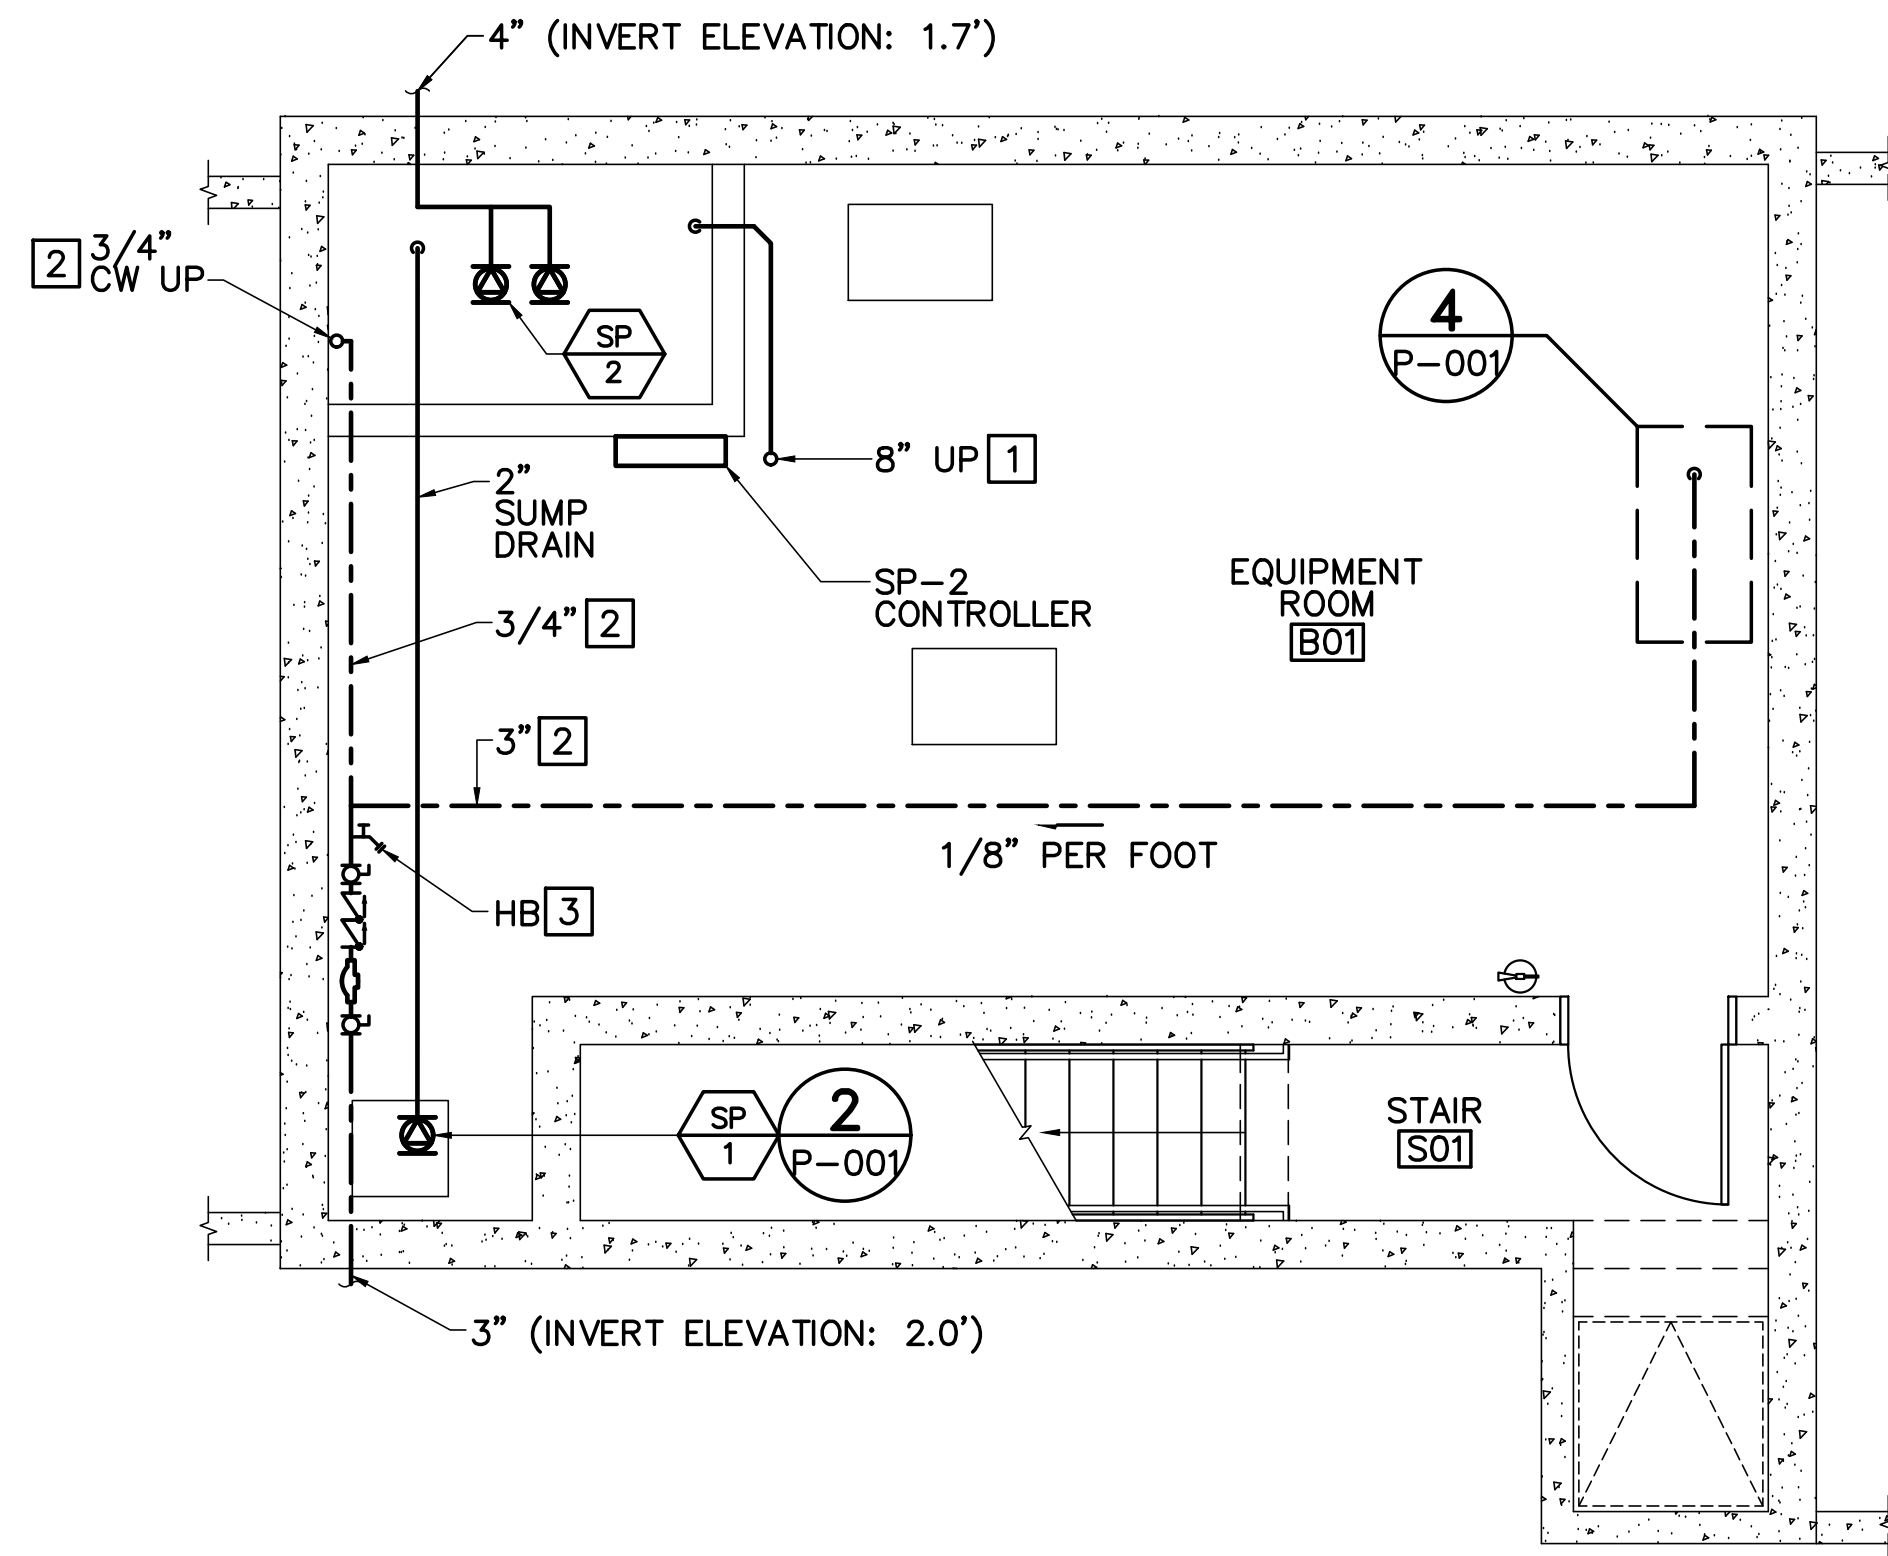 4” (INVERT ELEVATION: 1.7’)
2 3/4”
CW UP
SP
2
4
P-001
8” UP 1
2”
SUMP
DRAIN
SP-2
CONTROLLER
EQUIPMENT
ROOM
B01
3/4” 2
3” 2
1/8” PER FOOT
HB 3
SP
1
2
P-001
STAIR
S01
3” (INVERT ELEVATION: 2.0’)